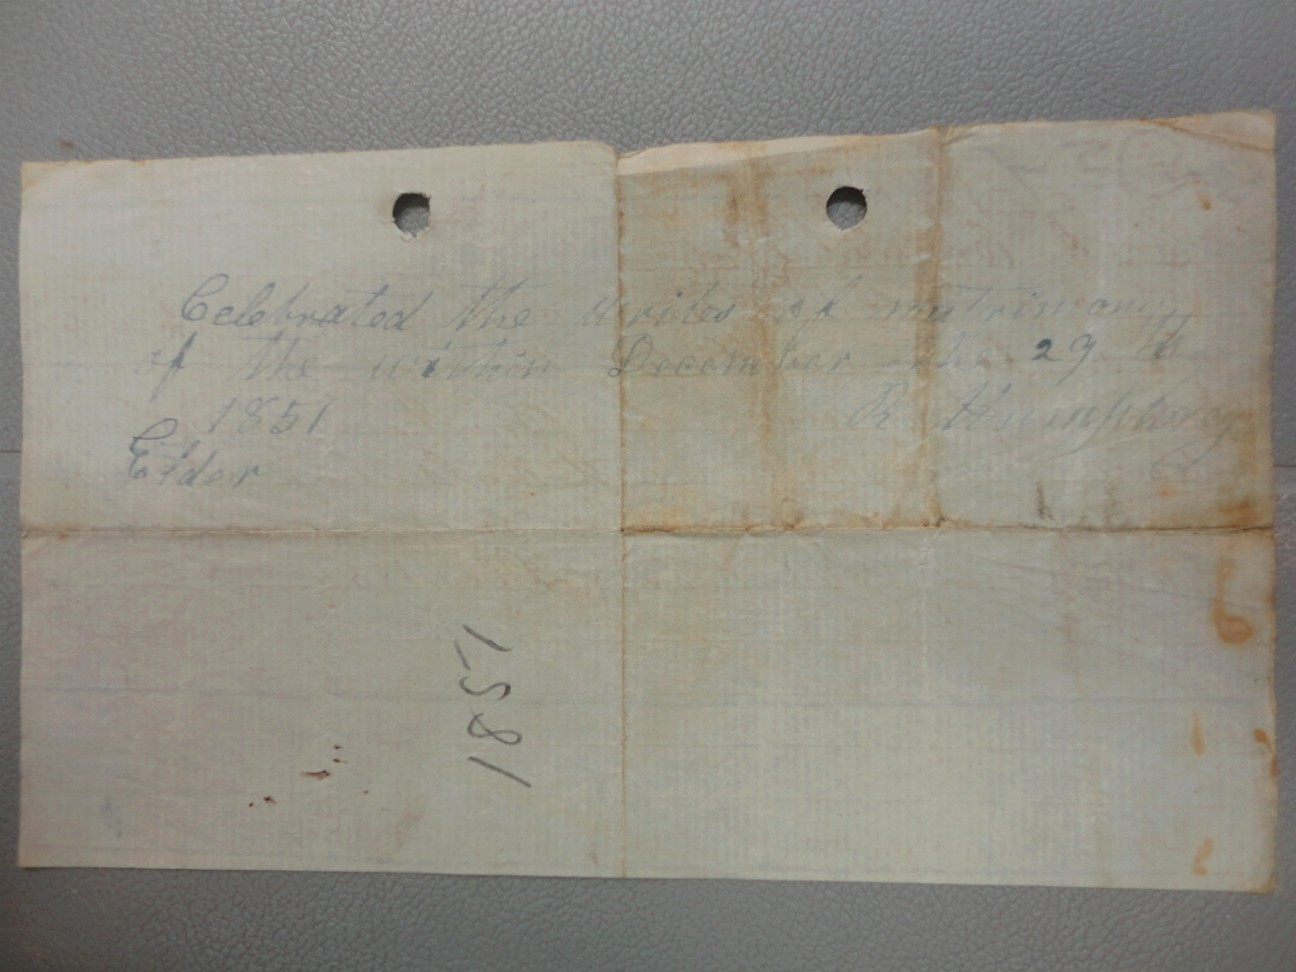 Celebrated the writes of matrimony
of the within December the 29 th
1851 R Humphrey
Elder
1851